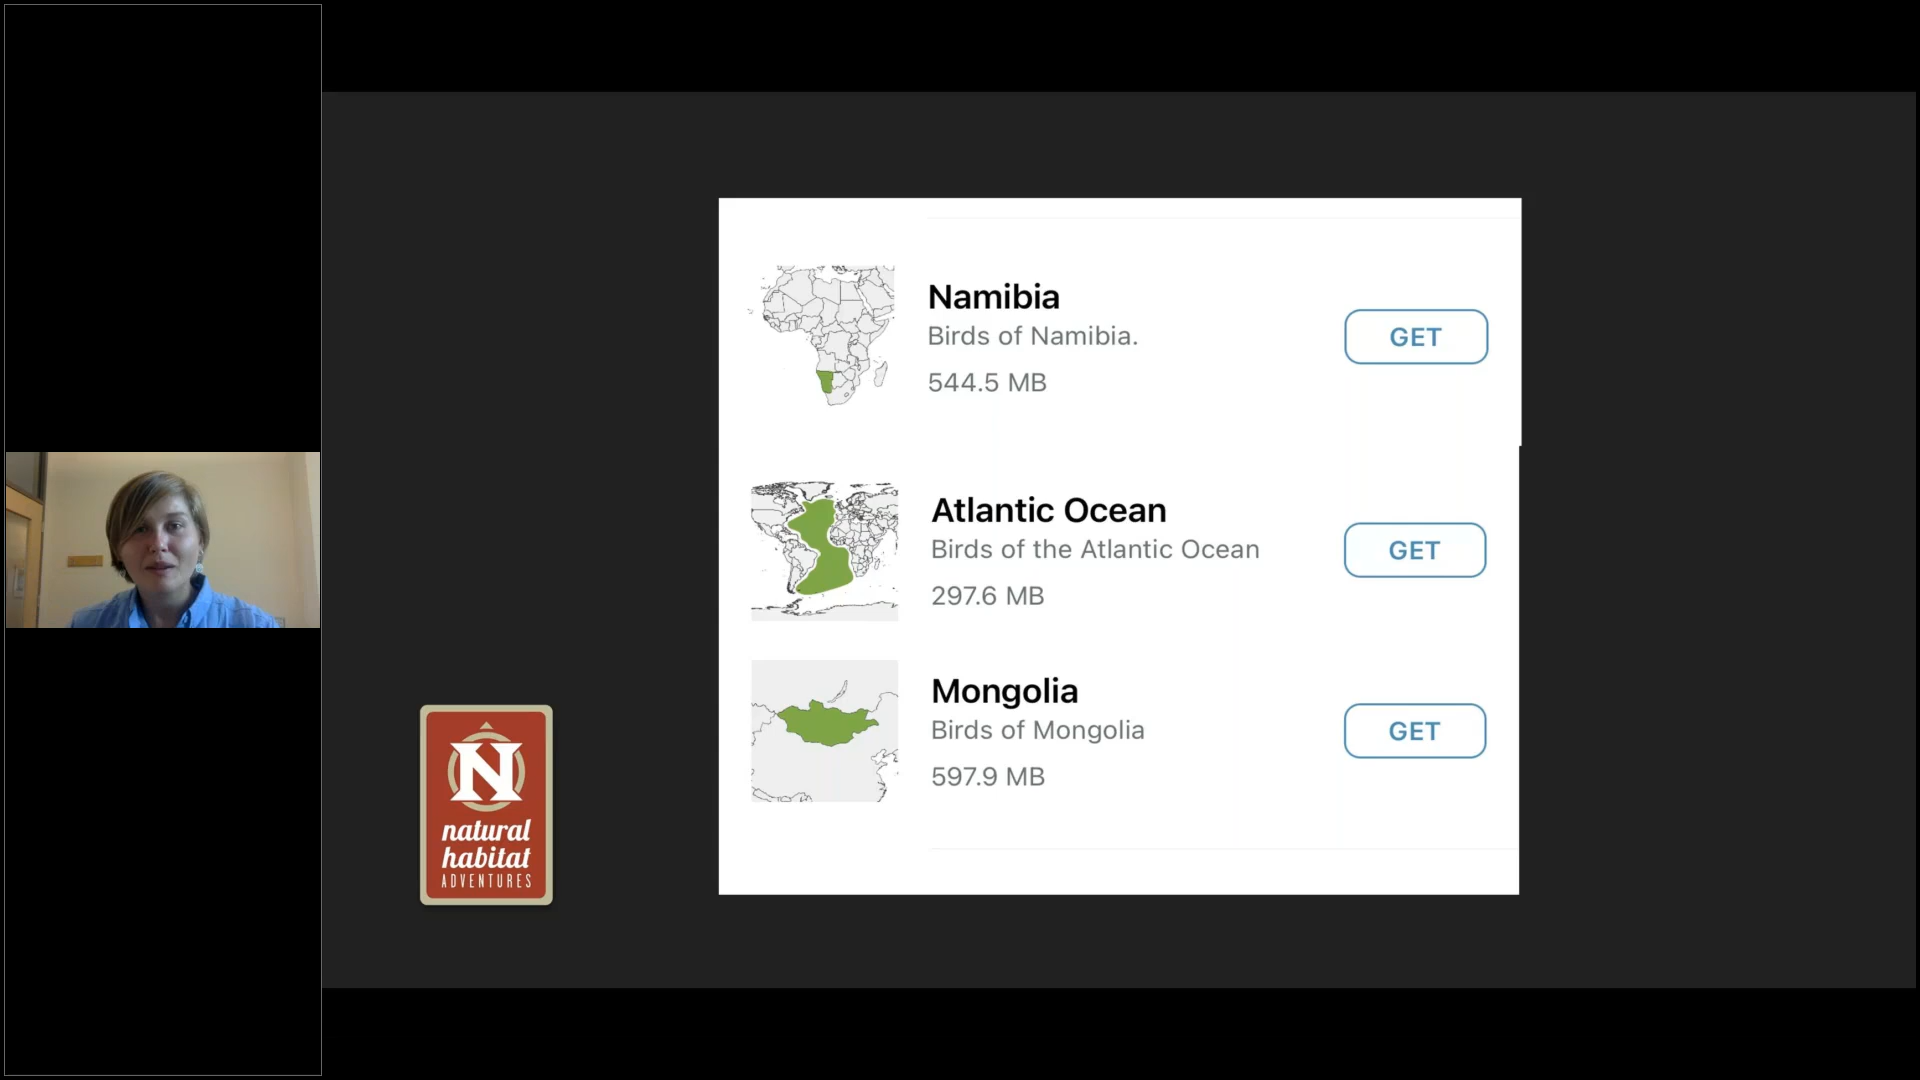 Namibia
Birds of Namibia.
544.5 MB
GET
Atlantic Ocean
Birds of the Atlantic Ocean
297.6 MB
GET
Mongolia
Birds of Mongolia
597.9 MB
GET
N
natural
habitat
ADVENTURES